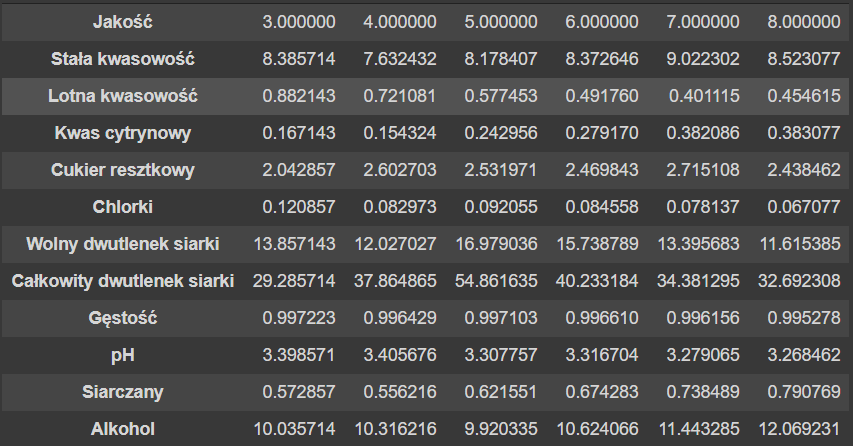 Jakość 3.000000 4.000000 5.000000 6.000000 7.000000 8.000000
Stała kwasowość 8.385714 7.632432 8.178407 8.372646 9.022302 8.523077
Lotna kwasowość 0.882143 0.721081 0.577453 0.491760 0.401115 0.454615
Kwas cytrynowy 0.167143 0.154324 0.242956 0.279170 0.382086 0.383077
Cukier resztkowy 2.042857 2.602703 2.531971 2.469843 2.715108 2.438462
Chlorki 0.120857 0.082973 0.092055 0.084558 0.078137 0.067077
Wolny dwutlenek siarki 13.857143 12.027027 16.979036 15.738789 13.395683 11.615385
Całkowity dwutlenek siarki 29.285714 37.864865 54.861635 40.233184 34.381295 32.692308
Gęstość 0.997223 0.996429 0.997103 0.996610 0.996156 0.995278
pH 3.398571 3.405676 3.307757 3.316704 3.279065 3.268462
Siarczany 0.572857 0.556216 0.621551 0.674283 0.738489 0.790769
Alkohol 10.035714 10.316216 9.920335 10.624066 11.443285 12.069231